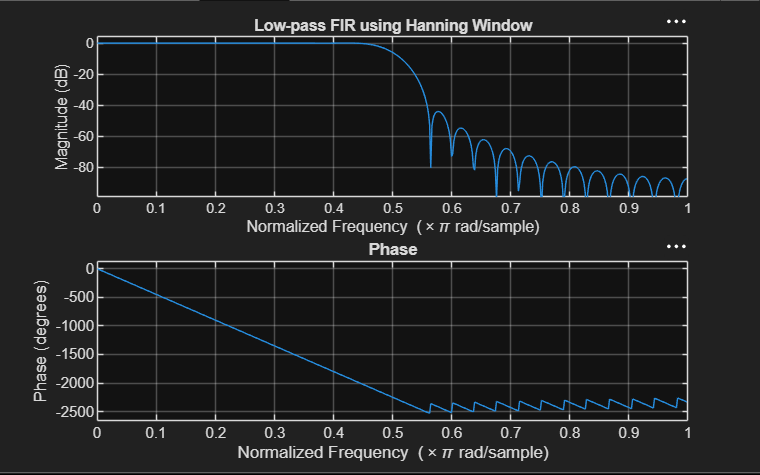 Low-pass FIR using Hanning Window
0
-20
-40
-60
-80
Magnitude (dB)
0 0.1 0.2 0.3 0.4 0.5 0.6 0.7 0.8 0.9 1
Normalized Frequency (× π rad/sample)
Phase
0
-500
-1000
-1500
-2000
-2500
Phase (degrees)
0 0.1 0.2 0.3 0.4 0.5 0.6 0.7 0.8 0.9 1
Normalized Frequency (× π rad/sample)